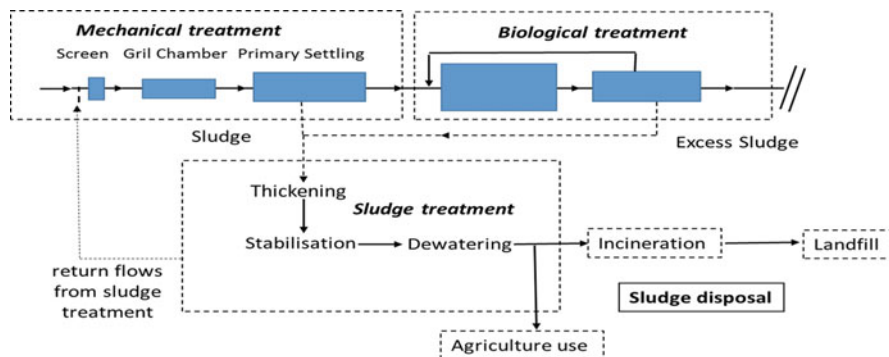 Mechanical treatment
Biological treatment
Screen Gril Chamber Primary Settling
Sludge
Excess Sludge
Thickening
Sludge treatment
Stabilisation
Dewatering
Incineration
Landfill
return flows
from sludge
treatment
Sludge disposal
Agriculture use